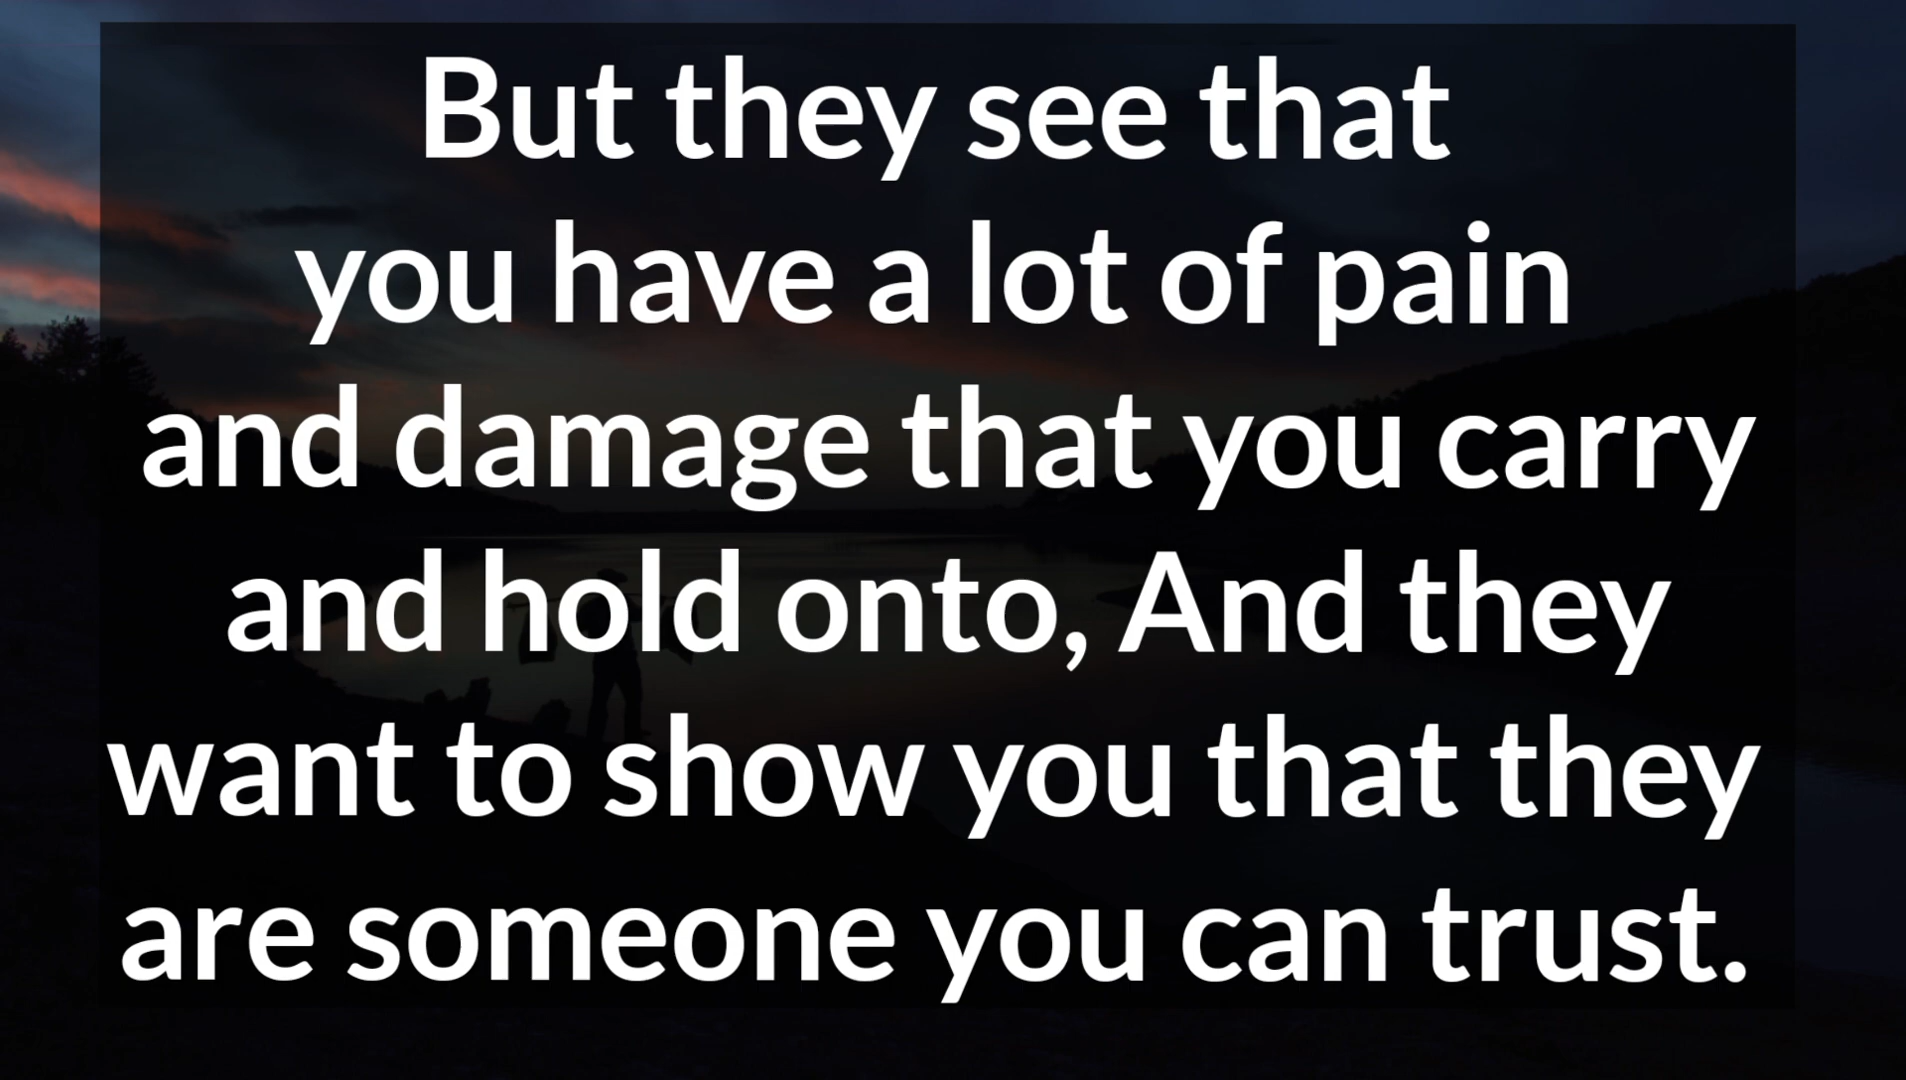 But they see that
you have a lot of pain
and damage that you carry
and hold onto, And they
want to show you that they
are someone you can trust.